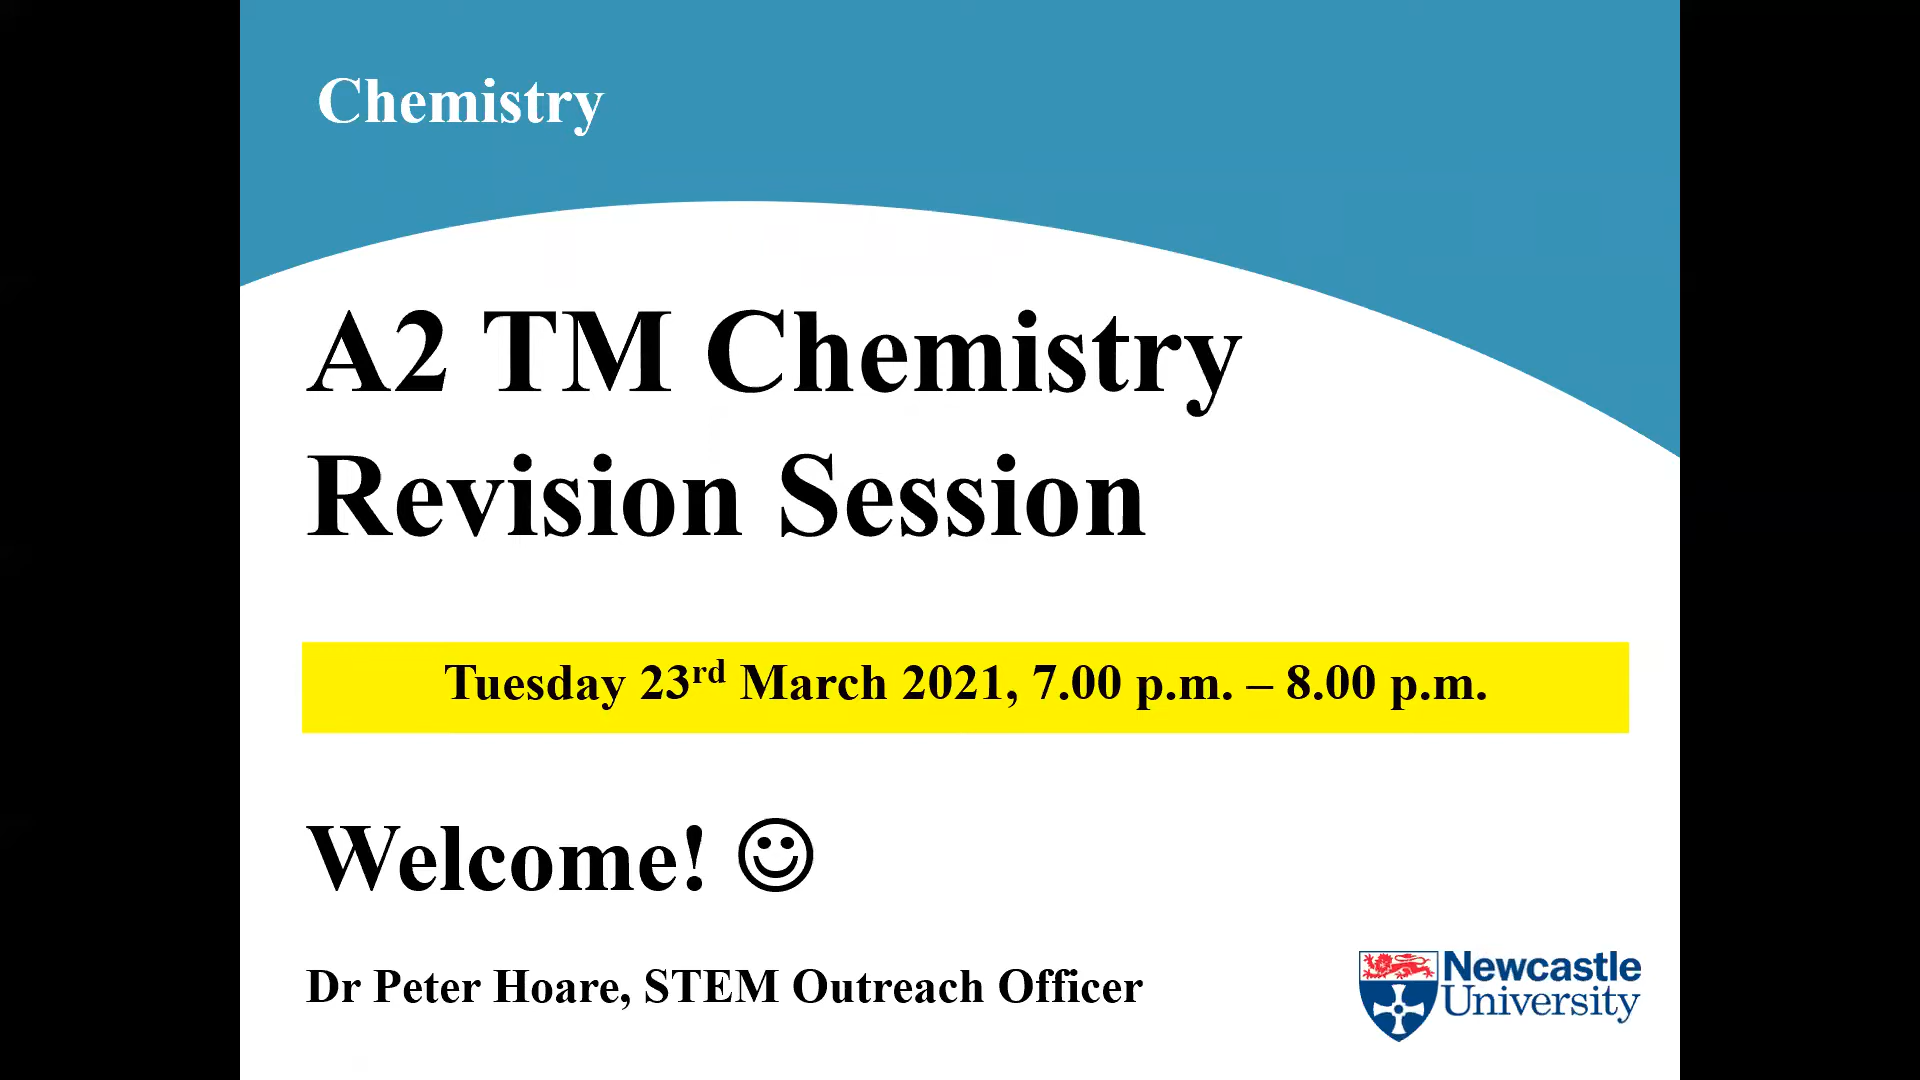 Chemistry
A2 TM Chemistry
Revision Session
Tuesday 23rd March 2021, 7.00 p.m. – 8.00 p.m.
Welcome! ☺
Dr Peter Hoare, STEM Outreach Officer
Newcastle
University